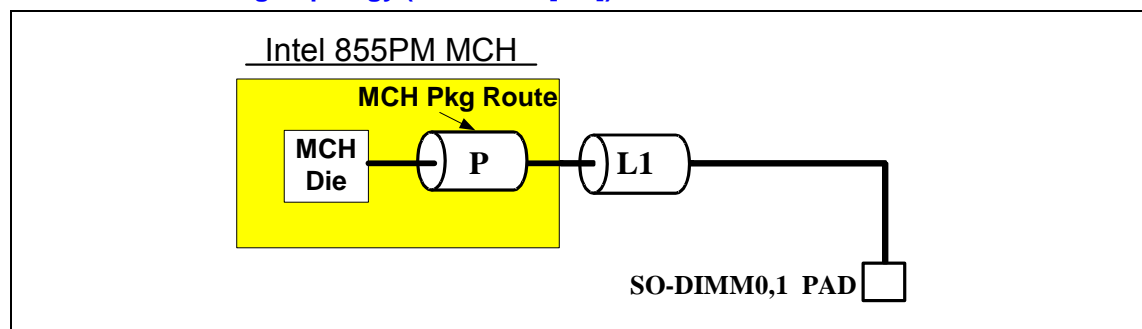 Intel 855PM MCH
MCH Pkg Route
MCH
Die
P
L1
SO-DIMM0,1 PAD